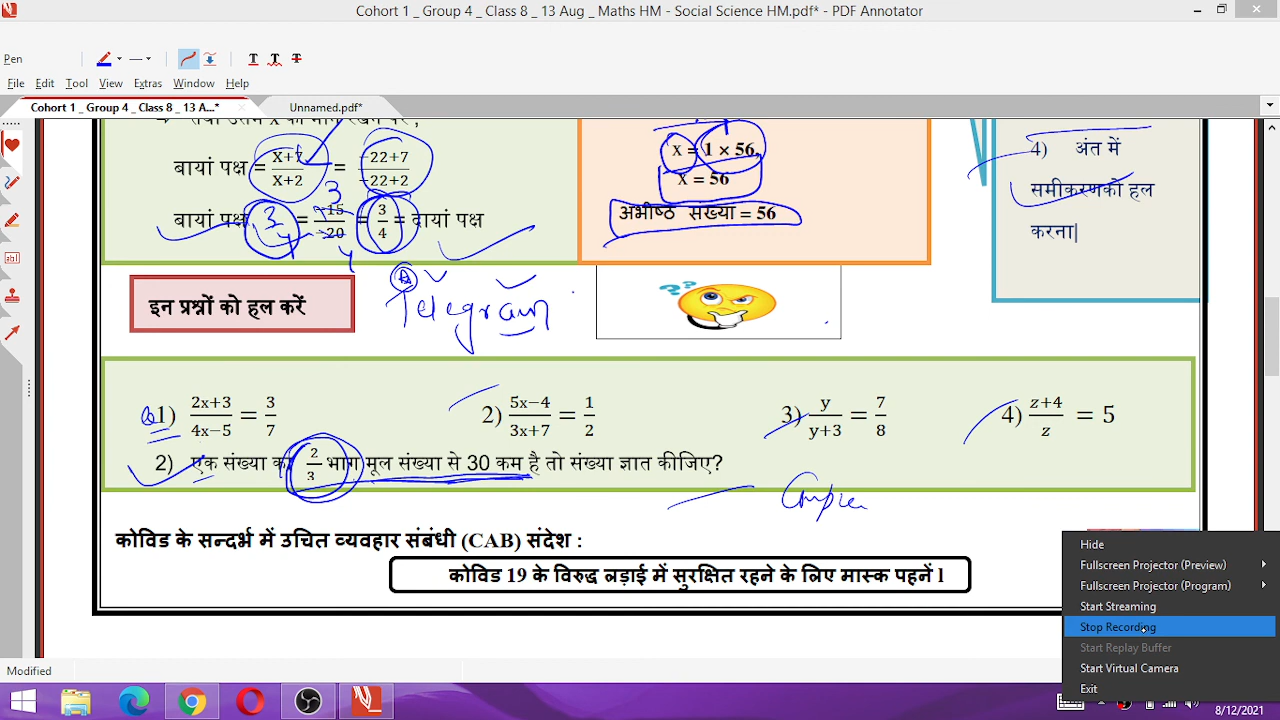 Cohort 1 _ Group 4 _ Class 8 _ 13 Aug _ Maths HM - Social Science HM.pdf* - PDF Annotator
Pen
File Edit Tool View Extras Window Help
Cohort 1 _ Group 4 _ Class 8 _ 13 A...* Unnamed.pdf*
बायां पक्ष = X+7/X+2 = −22+7/−22+2
3
बायां पक्ष 3/4 = −15/−20 = 3/4 = दायां पक्ष
4
x = 1 × 56,
x = 56
अभीष्ठ संख्या = 56
4) अंत में
समीकरणको हल
करना|
इन प्रश्नों को हल करें
Telegram
??
1) 2x+3/4x−5 = 3/7 2) 5x−4/3x+7 = 1/2 3) y/y+3 = 7/8 4) z+4/z = 5
2) एक संख्या का 2/3 भाग मूल संख्या से 30 कम है तो संख्या ज्ञात कीजिए?
कोविड के सन्दर्भ में उचित व्यवहार संबंधी (CAB) संदेश :
कोविड 19 के विरुद्ध लड़ाई में सुरक्षित रहने के लिए मास्क पहनें l
Hide
Fullscreen Projector (Preview)
Fullscreen Projector (Program)
Start Streaming
Stop Recording
Start Replay Buffer
Start Virtual Camera
Exit
Modified
8/12/2021